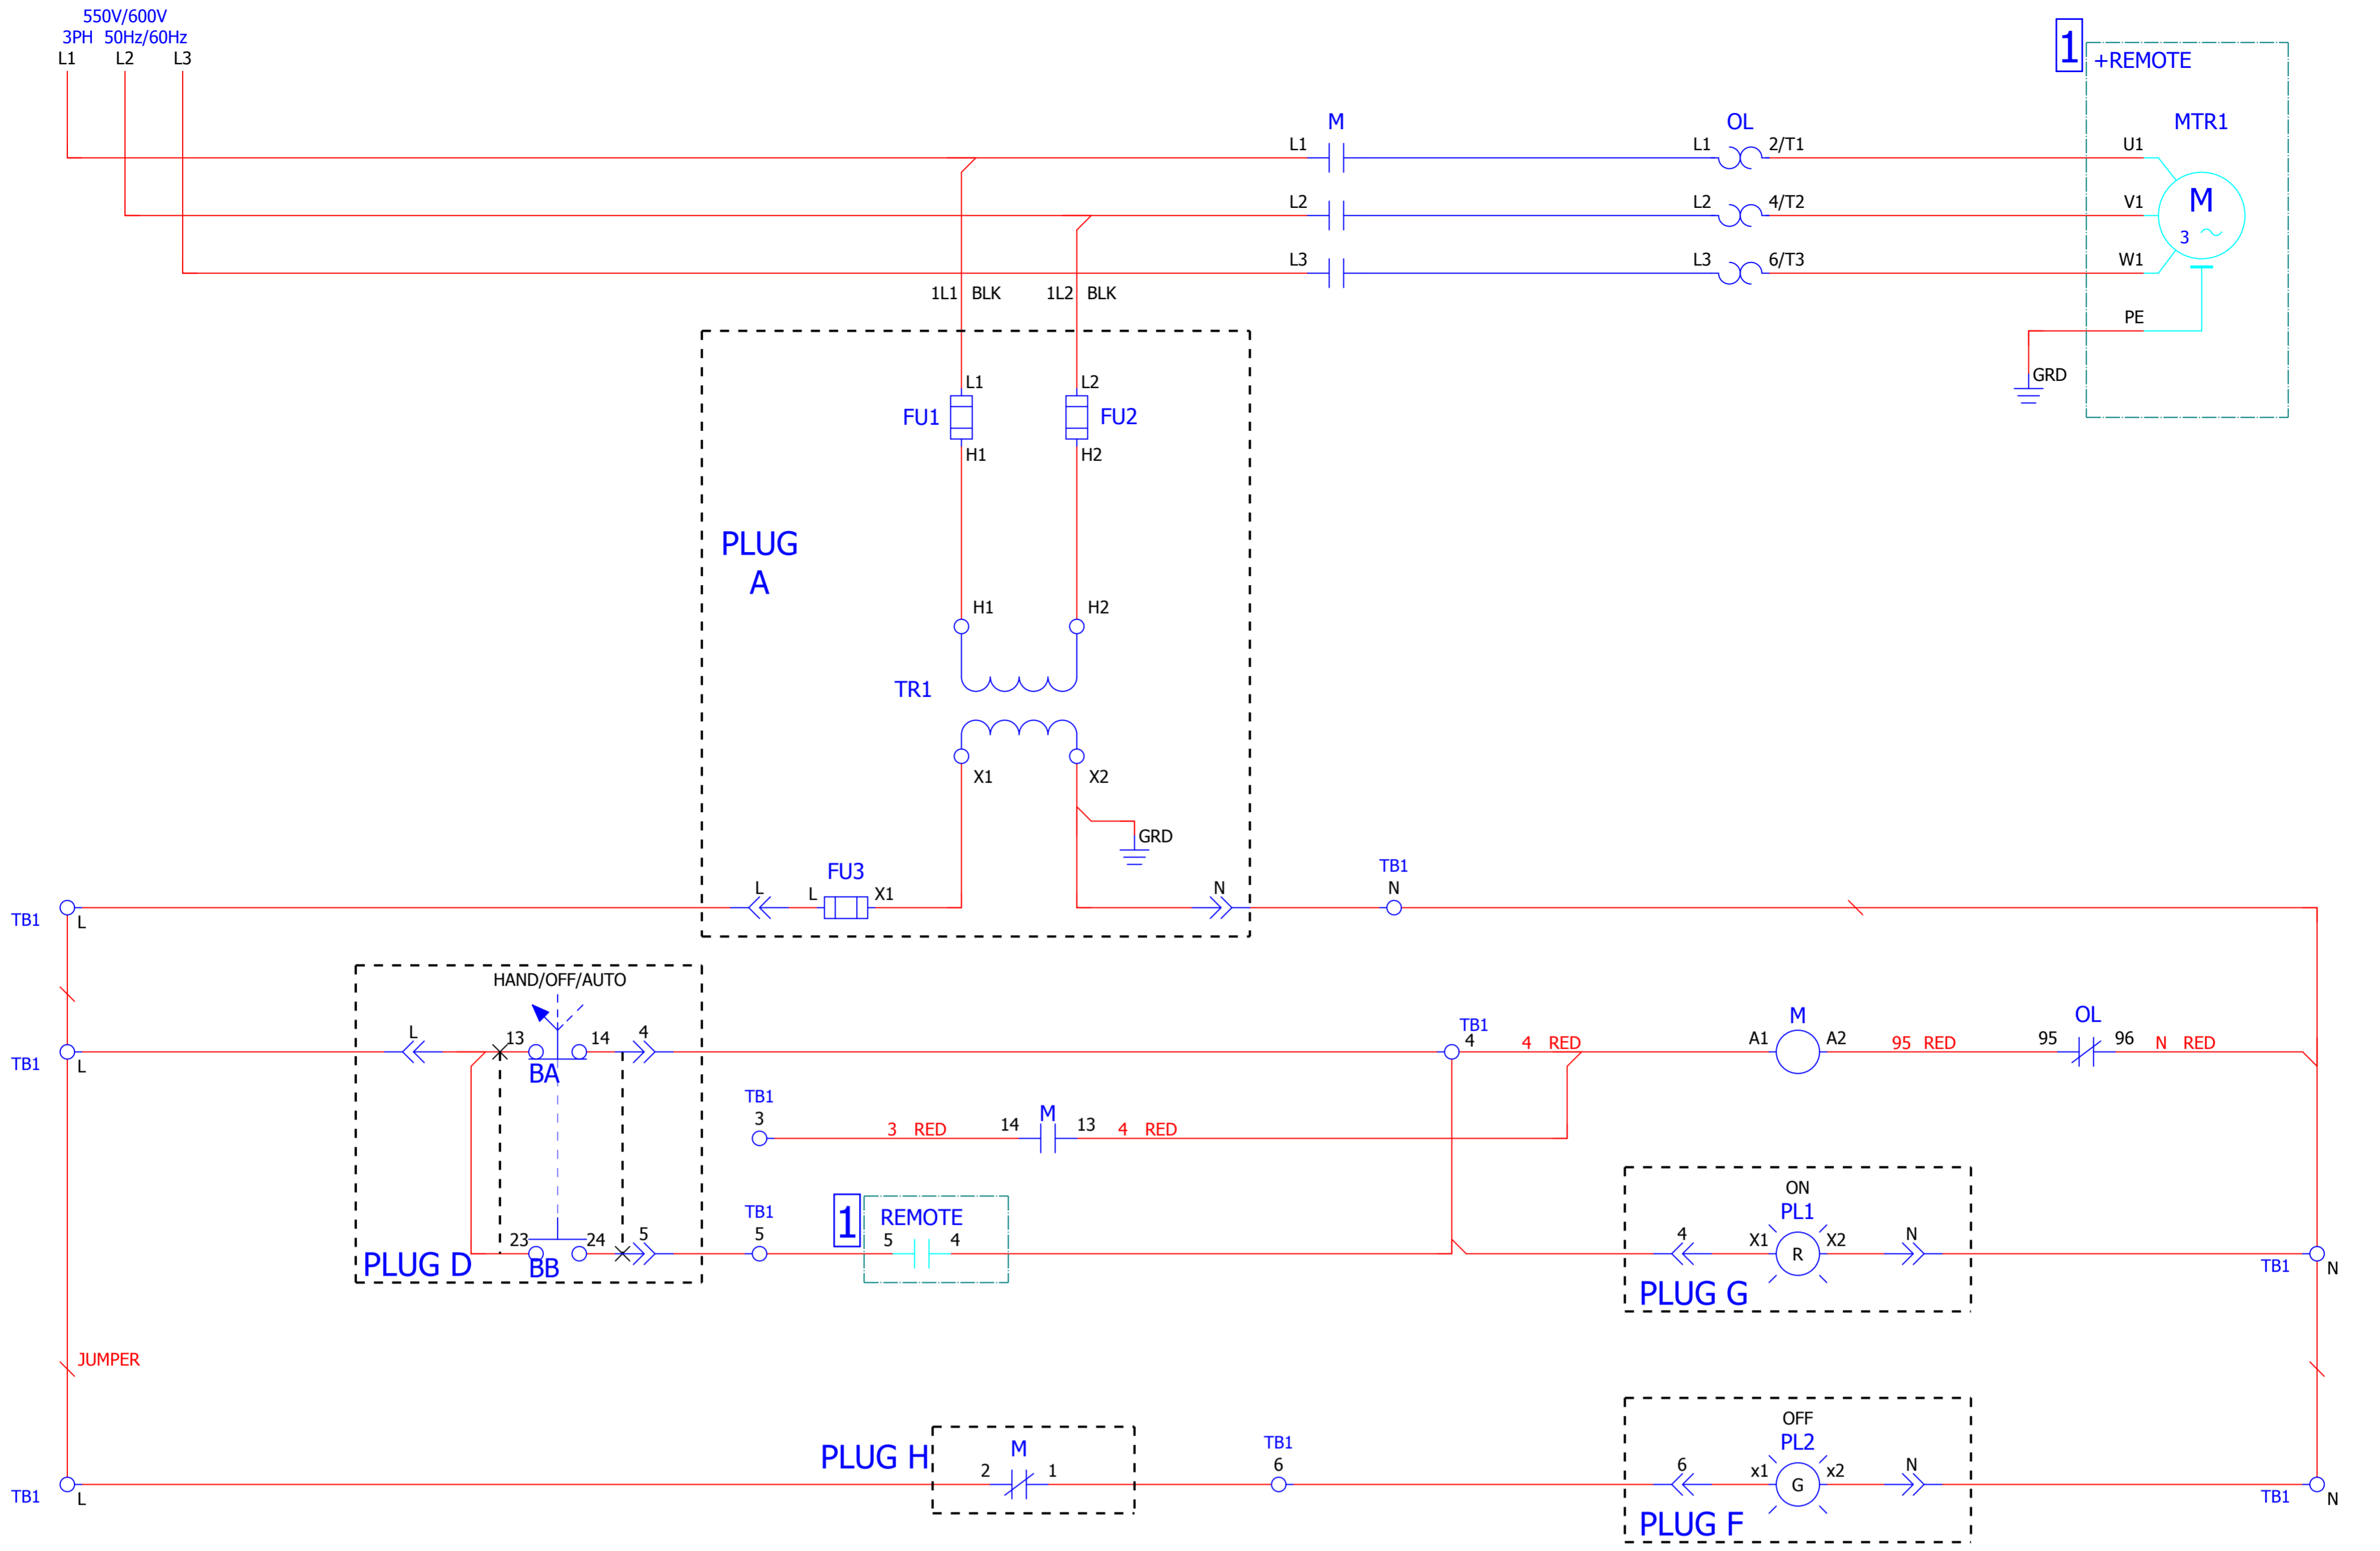 550V/600V
3PH 50Hz/60Hz
L1 L2 L3
1 +REMOTE
M OL MTR1
L1 L1 2/T1 U1
L2 L2 4/T2 V1 M
3
L3 L3 6/T3 W1
1L1 BLK 1L2 BLK
PE
GRD
L1 L2
FU1 FU2
H1 H2
PLUG
A
H1 H2
TR1
X1 X2
GRD
FU3 TB1
L L X1 N N
TB1 L
HAND/OFF/AUTO
L 13 14 4
TB1 L
BA
TB1
4 4 RED
M
A1 A2 95 RED
OL
95 96 N RED
TB1
3
3 RED 14 M 13 4 RED
TB1
5
1 REMOTE
5 4
23 24 5
PLUG D BB
ON
PL1
4 X1 R X2 N
PLUG G
TB1 N
JUMPER
PLUG H
M
2 1
TB1
6
OFF
PL2
6 x1 G x2 N
PLUG F
TB1 L
TB1 N